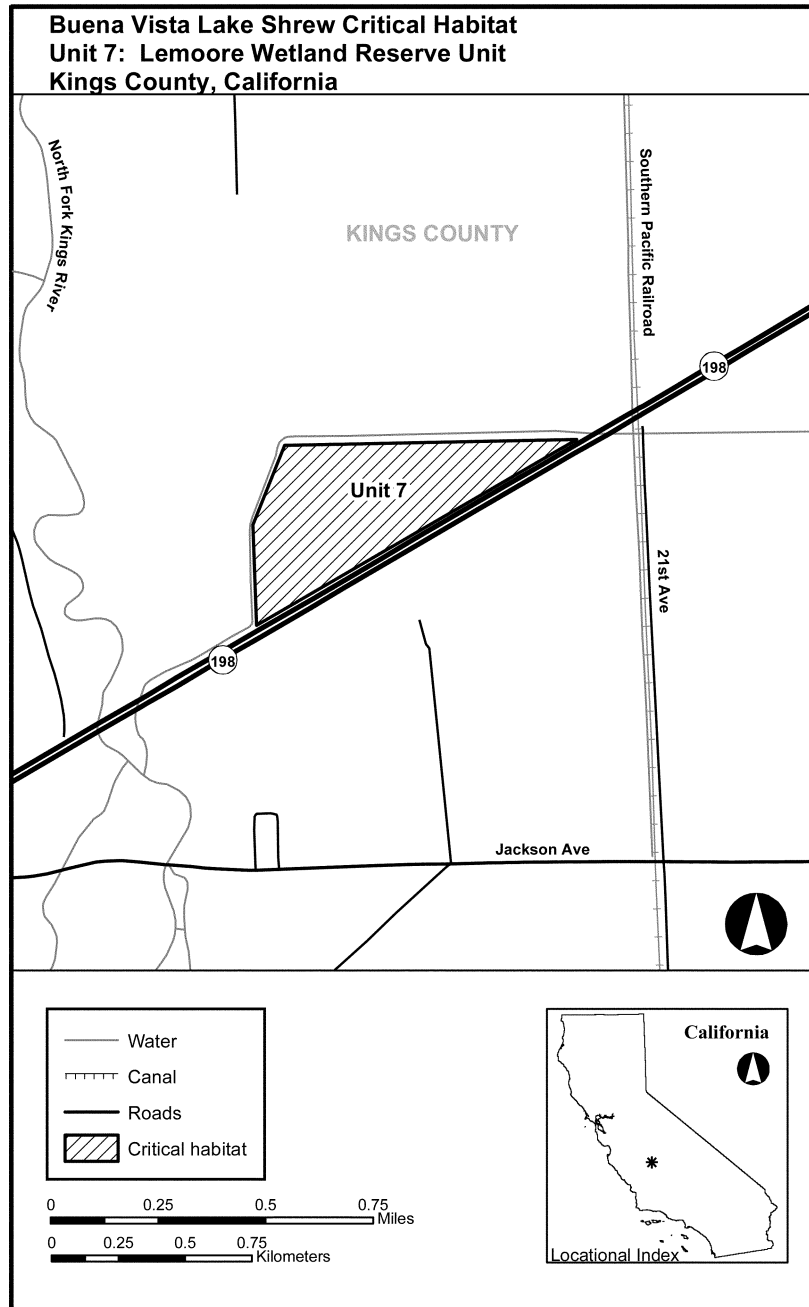 Buena Vista Lake Shrew Critical Habitat
Unit 7: Lemoore Wetland Reserve Unit
Kings County, California
North Fork Kings River
KINGS COUNTY
Southern Pacific Railroad
198
Unit 7
21st Ave
198
Jackson Ave
Water
Canal
Roads
Critical habitat
0 0.25 0.5 0.75
Miles
0 0.25 0.5 0.75
Kilometers
California
Locational Index